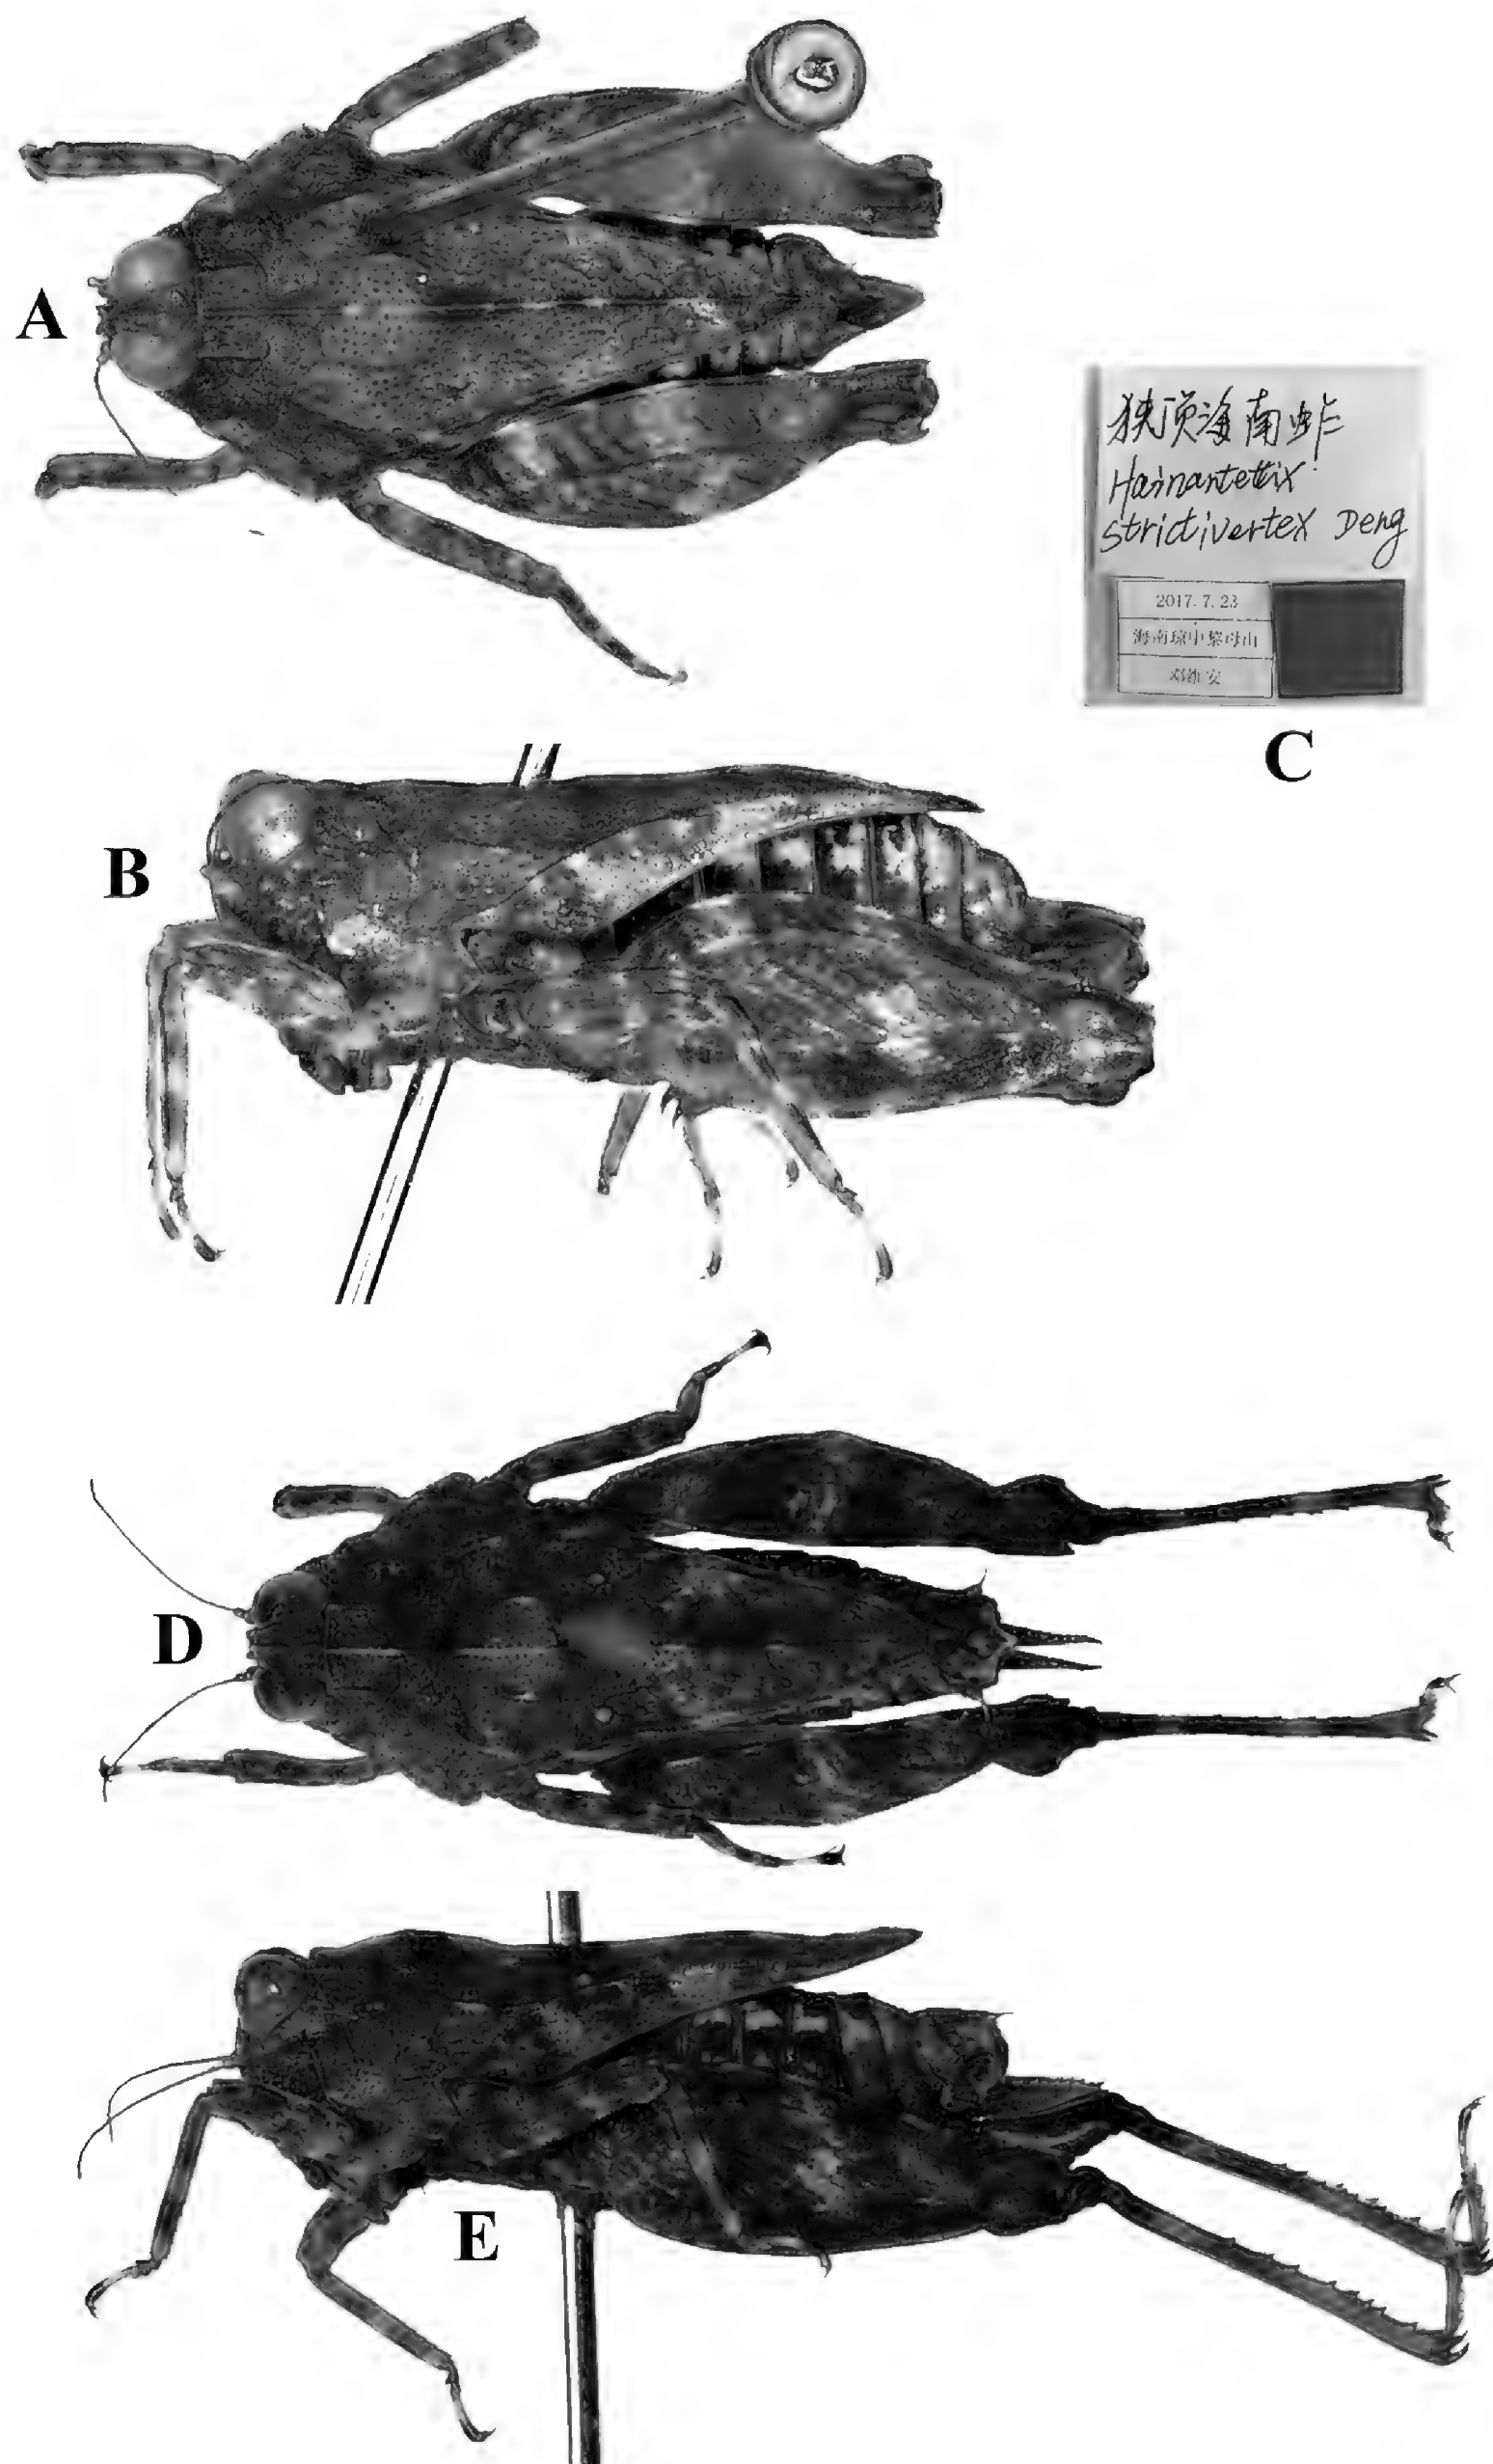 A
狭顶海南蚱
Hainantettix
strictivertex Deng
2017.7.23
海南琼中黎母山
邓维安
C
B
D
E